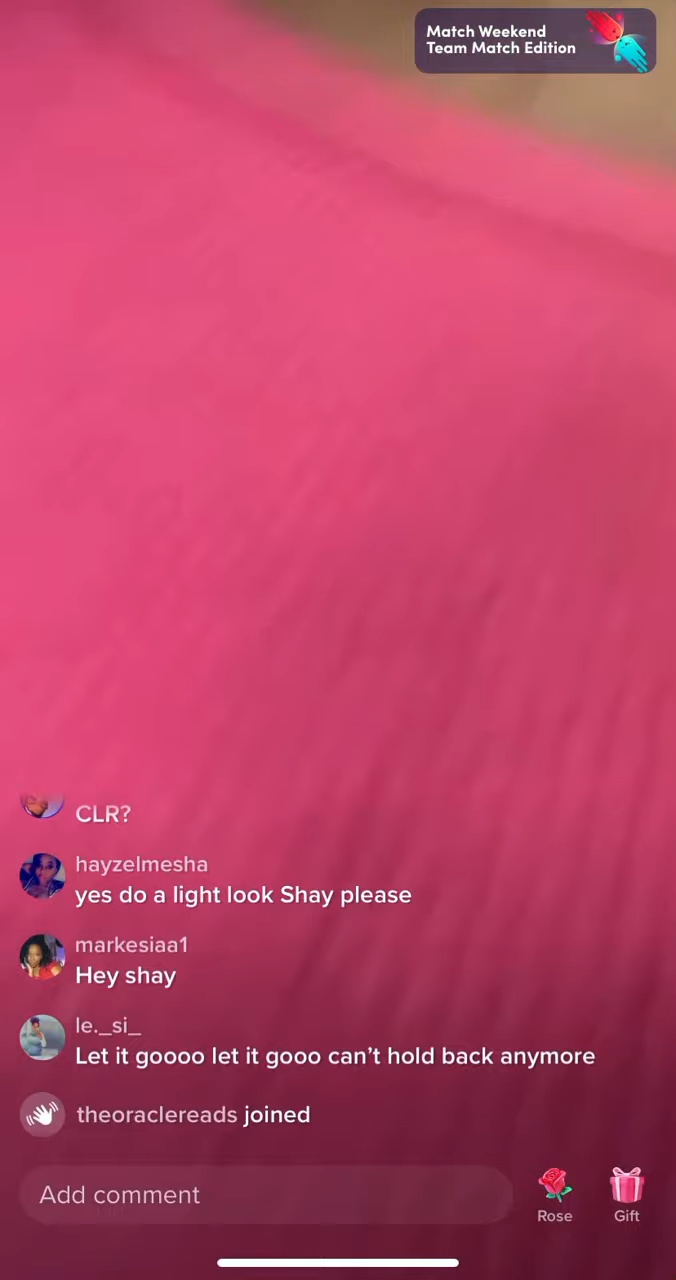 Match Weekend
Team Match Edition
CLR?
hayzelmesha
yes do a light look Shay please
markesiaa1
Hey shay
le._si_
Let it goooo let it gooo can’t hold back anymore
theoraclereads joined
Add comment
Rose
Gift